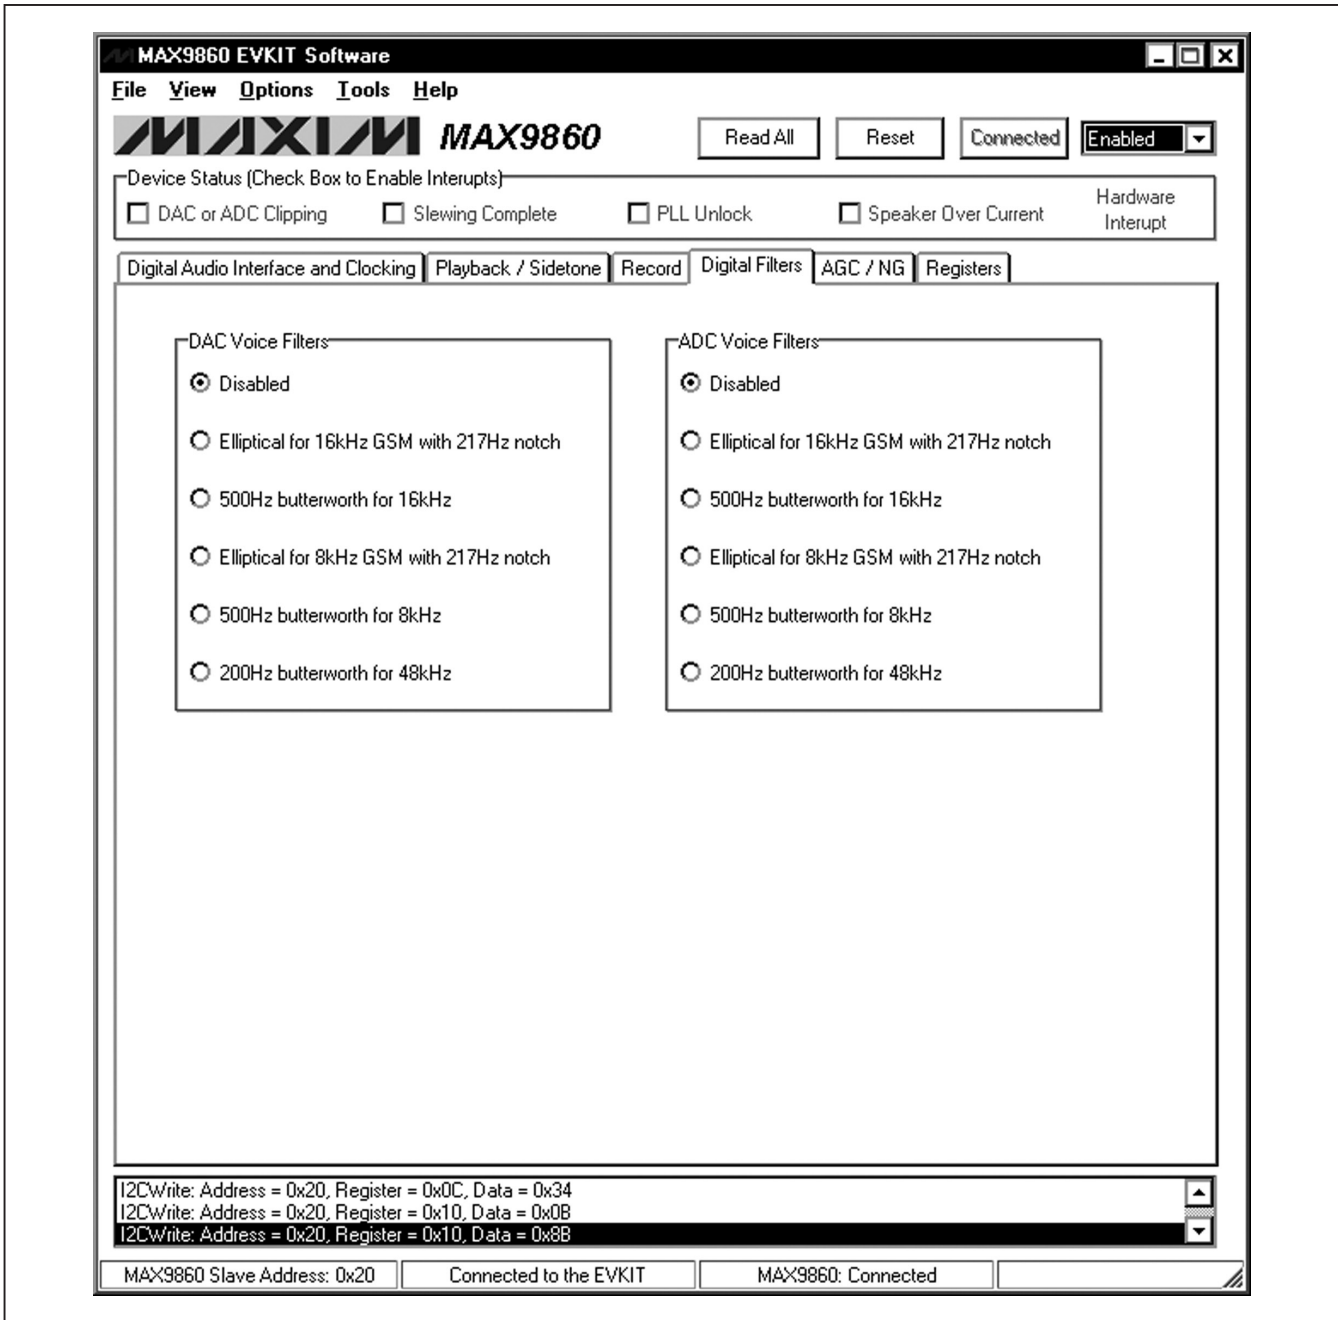 MAX9860 EVKIT Software
File View Options Tools Help
MAXIM MAX9860 Read All Reset Connected Enabled
Device Status (Check Box to Enable Interupts)
DAC or ADC Clipping Slewing Complete PLL Unlock Speaker Over Current Hardware Interupt
Digital Audio Interface and Clocking Playback / Sidetone Record Digital Filters AGC / NG Registers
DAC Voice Filters
Disabled
Elliptical for 16kHz GSM with 217Hz notch
500Hz butterworth for 16kHz
Elliptical for 8kHz GSM with 217Hz notch
500Hz butterworth for 8kHz
200Hz butterworth for 48kHz
ADC Voice Filters
Disabled
Elliptical for 16kHz GSM with 217Hz notch
500Hz butterworth for 16kHz
Elliptical for 8kHz GSM with 217Hz notch
500Hz butterworth for 8kHz
200Hz butterworth for 48kHz
I2CWrite: Address = 0x20, Register = 0x0C, Data = 0x34
I2CWrite: Address = 0x20, Register = 0x10, Data = 0x0B
I2CWrite: Address = 0x20, Register = 0x10, Data = 0x8B
MAX9860 Slave Address: 0x20 Connected to the EVKIT MAX9860: Connected